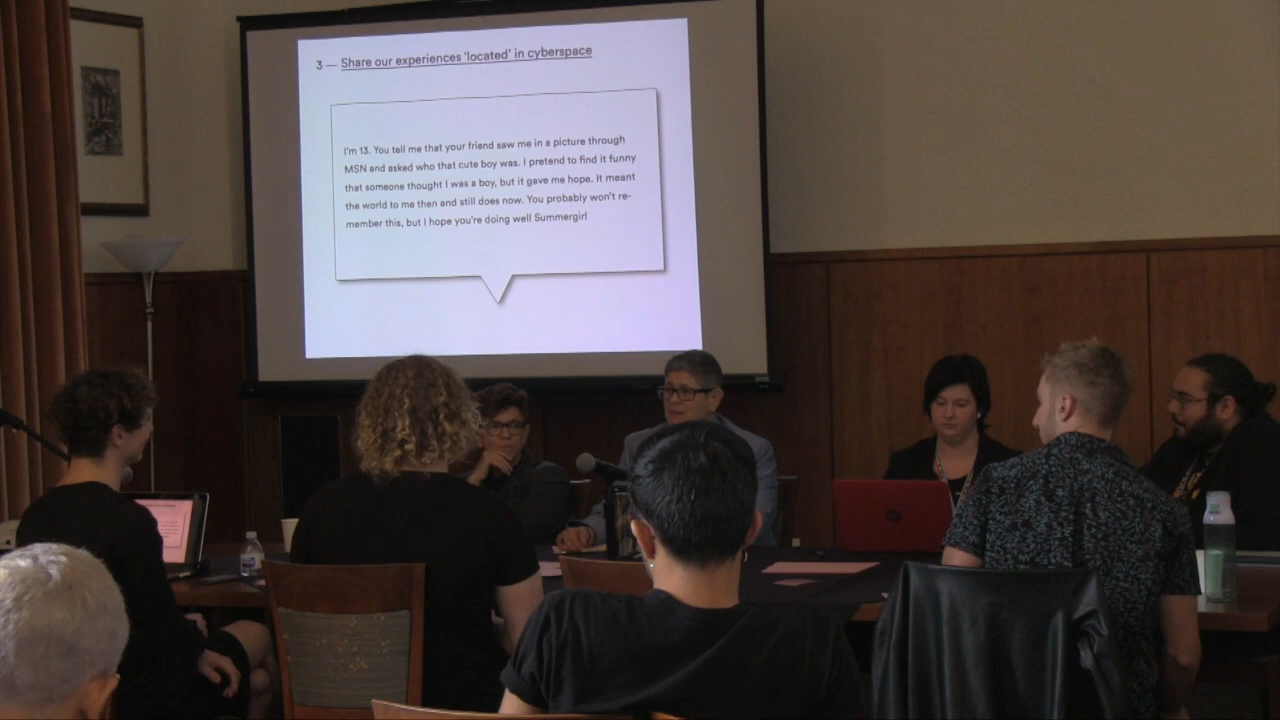 3 — Share our experiences 'located' in cyberspace
I'm 13. You tell me that your friend saw me in a picture through
MSN and asked who that cute boy was. I pretend to find it funny
that someone thought I was a boy, but it gave me hope. It meant
the world to me then and still does now. You probably won't re-
member this, but I hope you're doing well Summergirl